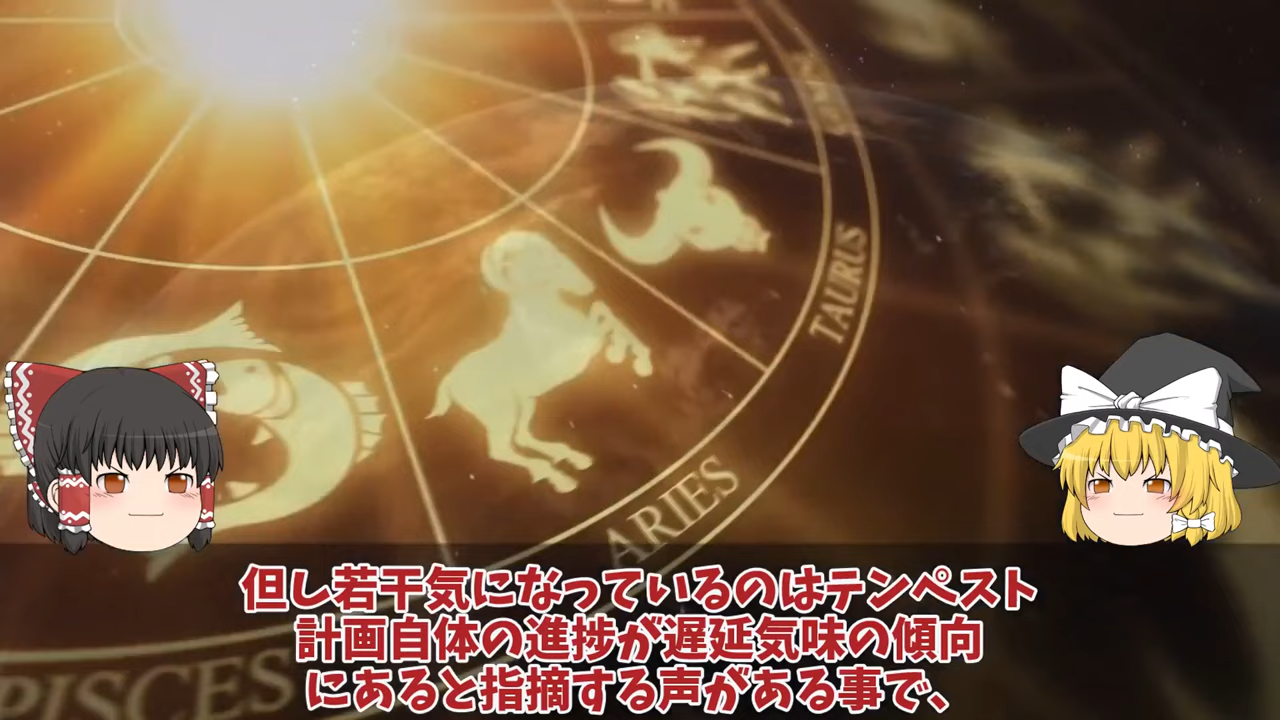 TAURUS
ARIES
PISCES
但し若干気になっているのはテンペスト
計画自体の進捗が遅延気味の傾向
にあると指摘する声がある事で、